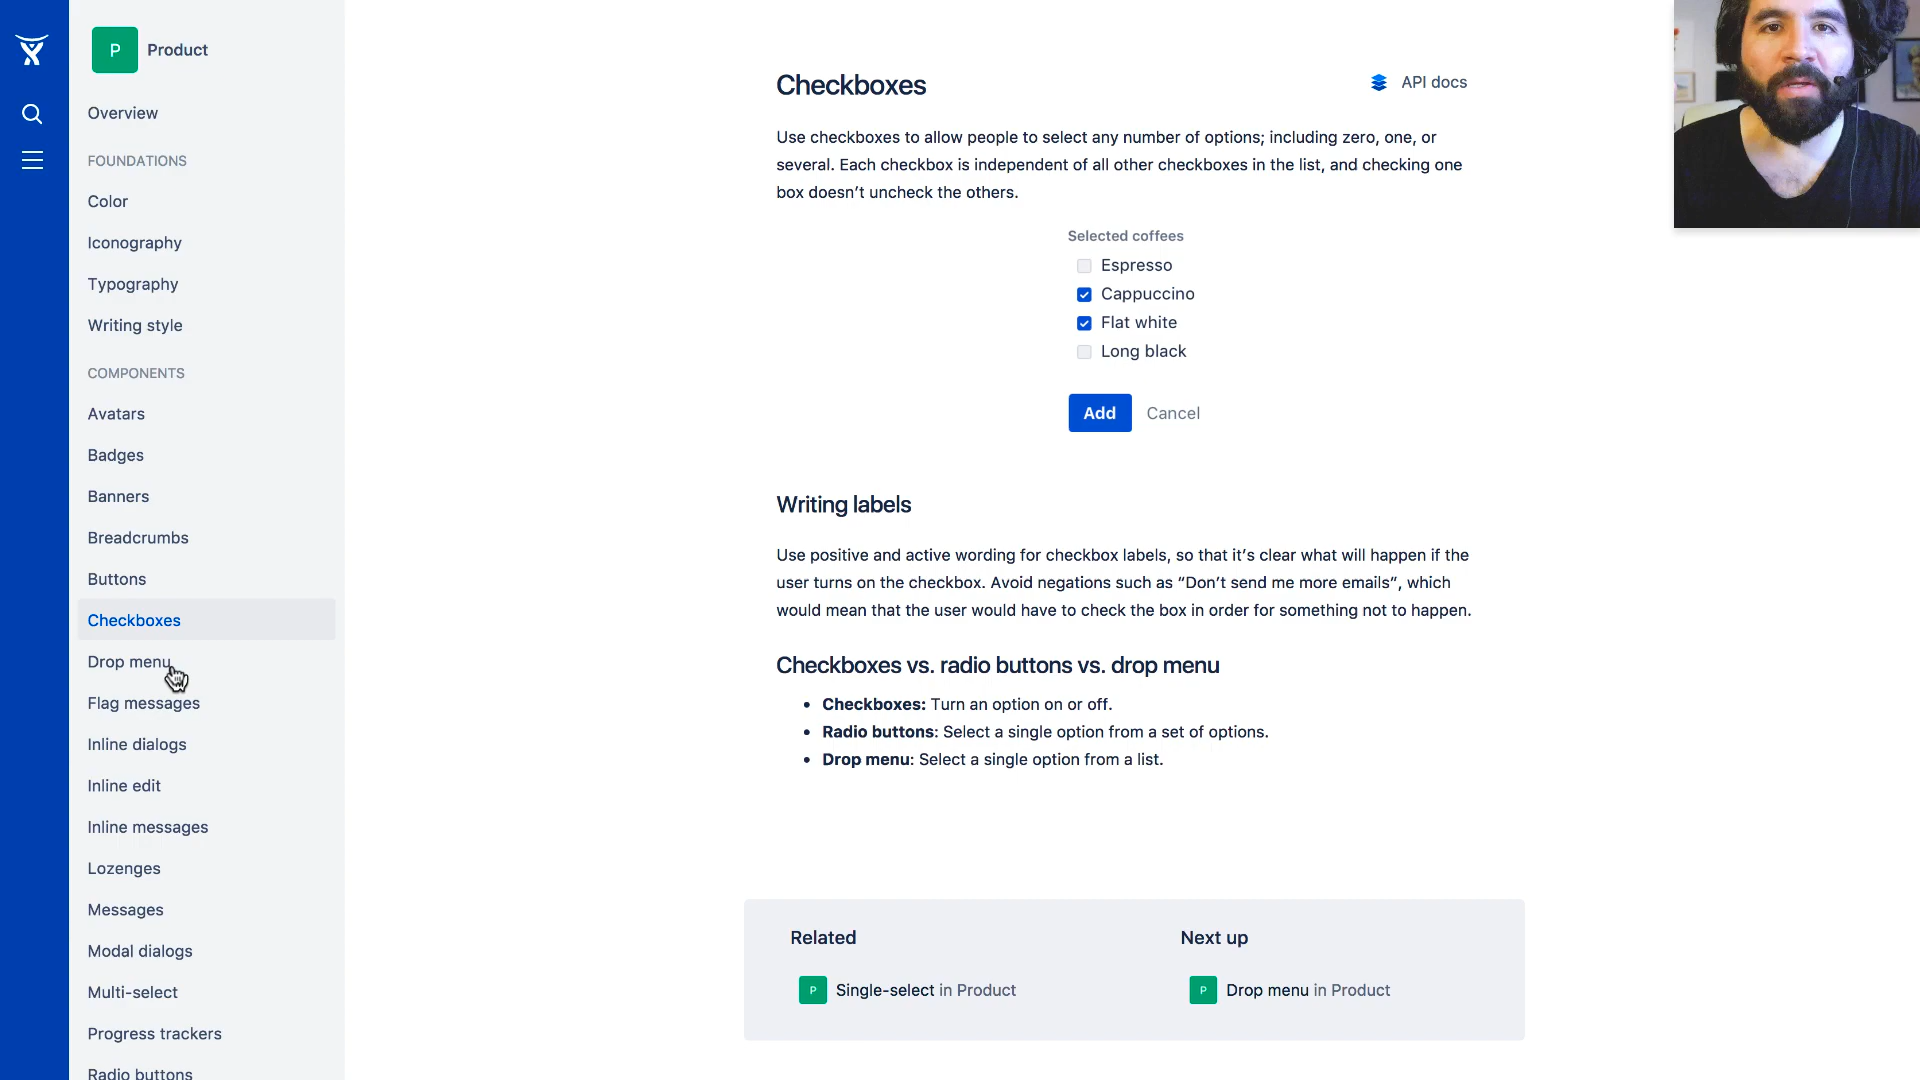 P Product
Overview
FOUNDATIONS
Color
Iconography
Typography
Writing style
COMPONENTS
Avatars
Badges
Banners
Breadcrumbs
Buttons
Checkboxes
Drop menu
Flag messages
Inline dialogs
Inline edit
Inline messages
Lozenges
Messages
Modal dialogs
Multi-select
Progress trackers
Radio buttons
Checkboxes
API docs
Use checkboxes to allow people to select any number of options; including zero, one, or
several. Each checkbox is independent of all other checkboxes in the list, and checking one
box doesn’t uncheck the others.
Selected coffees
Espresso
Cappuccino
Flat white
Long black
Add Cancel
Writing labels
Use positive and active wording for checkbox labels, so that it’s clear what will happen if the
user turns on the checkbox. Avoid negations such as “Don’t send me more emails”, which
would mean that the user would have to check the box in order for something not to happen.
Checkboxes vs. radio buttons vs. drop menu
• Checkboxes: Turn an option on or off.
• Radio buttons: Select a single option from a set of options.
• Drop menu: Select a single option from a list.
Related
P Single-select in Product
Next up
P Drop menu in Product